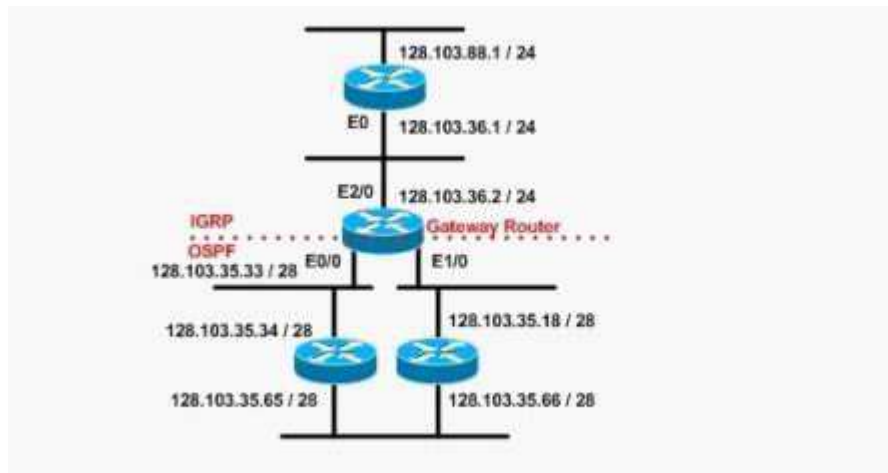 128.103.88.1 / 24
E0
128.103.36.1 / 24
E2/0
128.103.36.2 / 24
IGRP
Gateway Router
OSPF
E0/0
E1/0
128.103.35.33 / 28
128.103.35.34 / 28
128.103.35.18 / 28
128.103.35.65 / 28
128.103.35.66 / 28